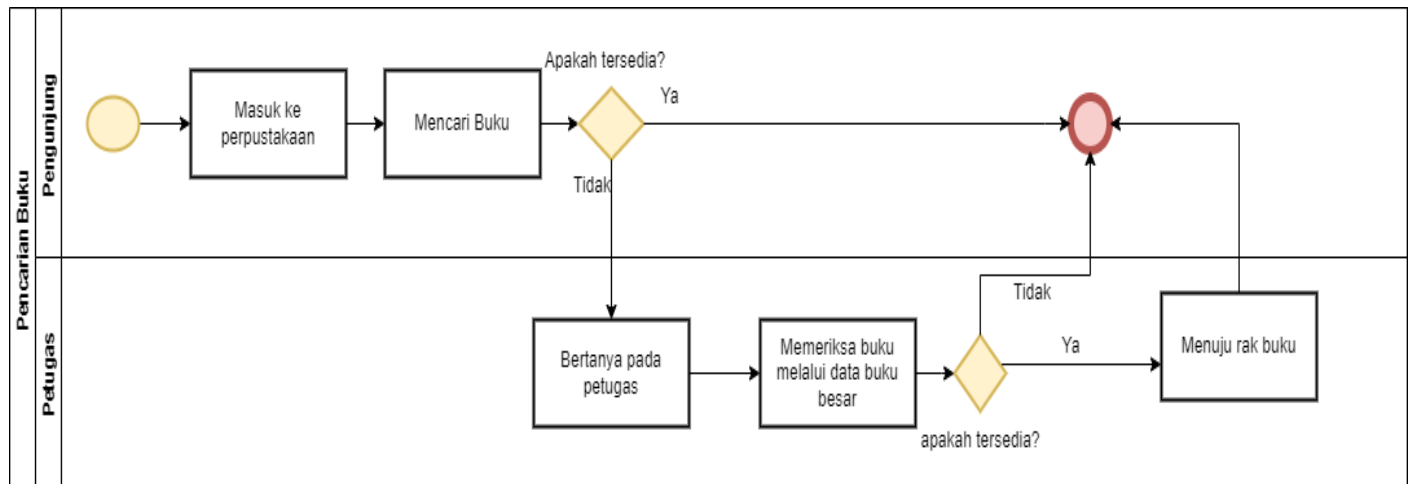 Pencarian Buku
Pengunjung
Masuk ke
perpustakaan
Mencari Buku
Apakah tersedia?
Ya
Tidak
Petugas
Bertanya pada
petugas
Memeriksa buku
melalui data buku
besar
apakah tersedia?
Tidak
Ya
Menuju rak buku